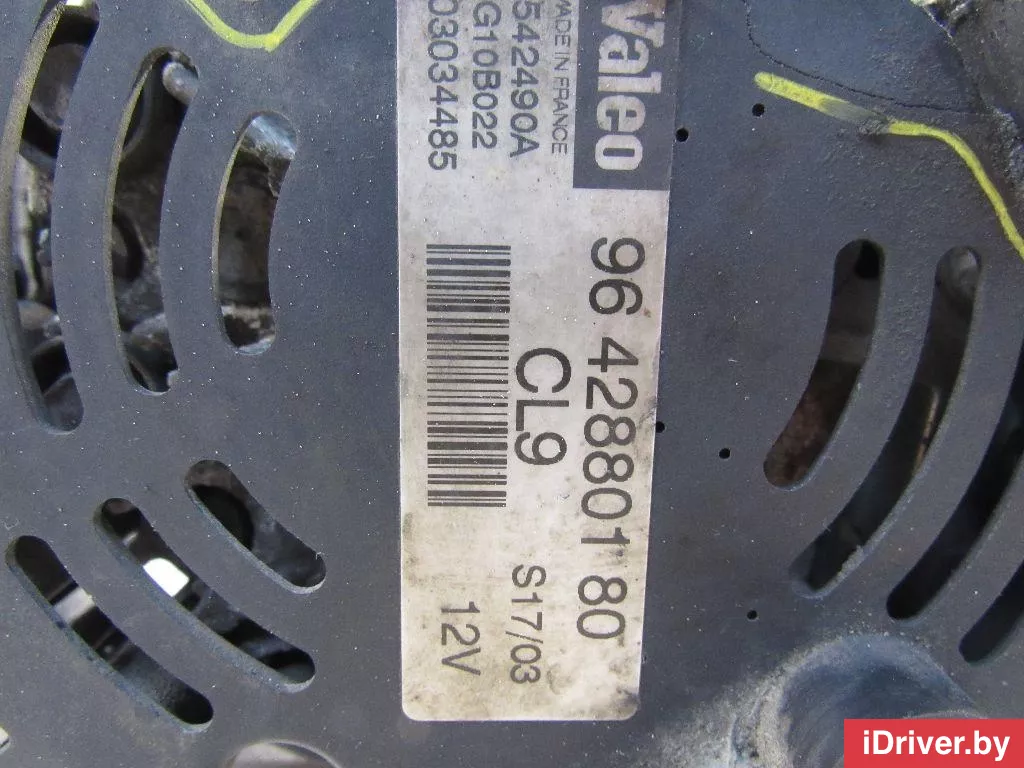 Valeo
MADE IN FRANCE
542490A
G10B022
03034485
96 428801 80
CL9
S17/03
12V
iDriver.by